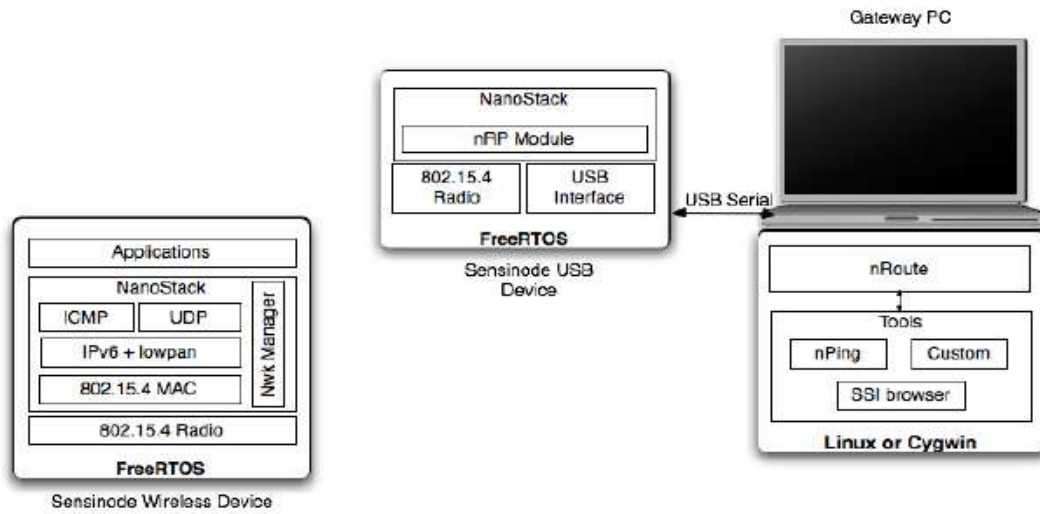 Gateway PC
NanoStack
nRP Module
802.15.4
Radio
USB
Interface
FreeRTOS
Sensinode USB
Device
USB Serial
nRoute
Tools
nPing
Custom
SSI browser
Linux or Cygwin
Applications
NanoStack
ICMP
UDP
IPv6 + lowpan
802.15.4 MAC
Nwk Manager
802.15.4 Radio
FreeRTOS
Sensinode Wireless Device